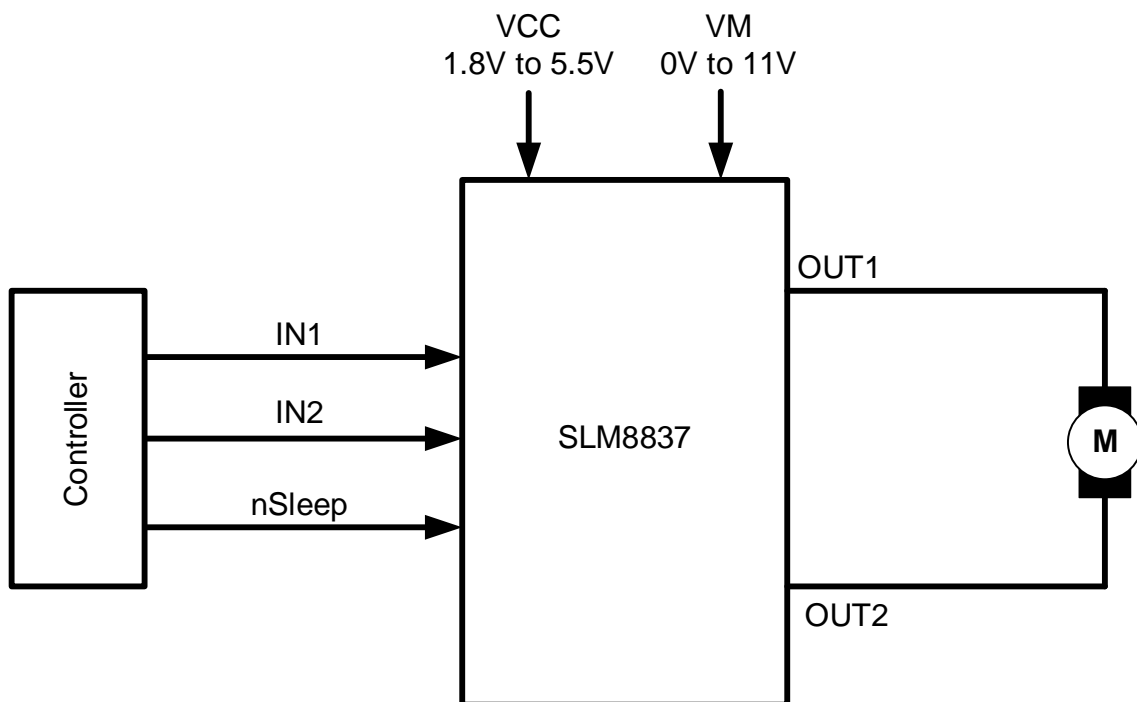 VCC
1.8V to 5.5V
VM
0V to 11V
OUT1
IN1
IN2
nSleep
Controller
SLM8837
M
OUT2